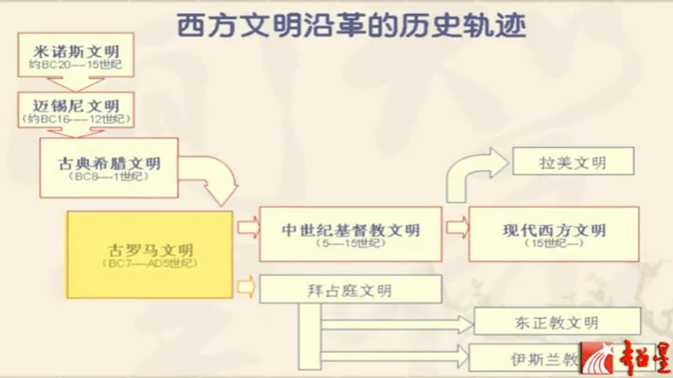 西方文明沿革的历史轨迹
米诺斯文明
约BC20----15世纪
迈锡尼文明
(约BC16----12世纪)
古典希腊文明
(BC8---1世纪)
拉美文明
古罗马文明
(BC7---AD5世纪)
中世纪基督教文明
(5----15世纪)
现代西方文明
(15世纪---)
拜占庭文明
东正教文明
伊斯兰教